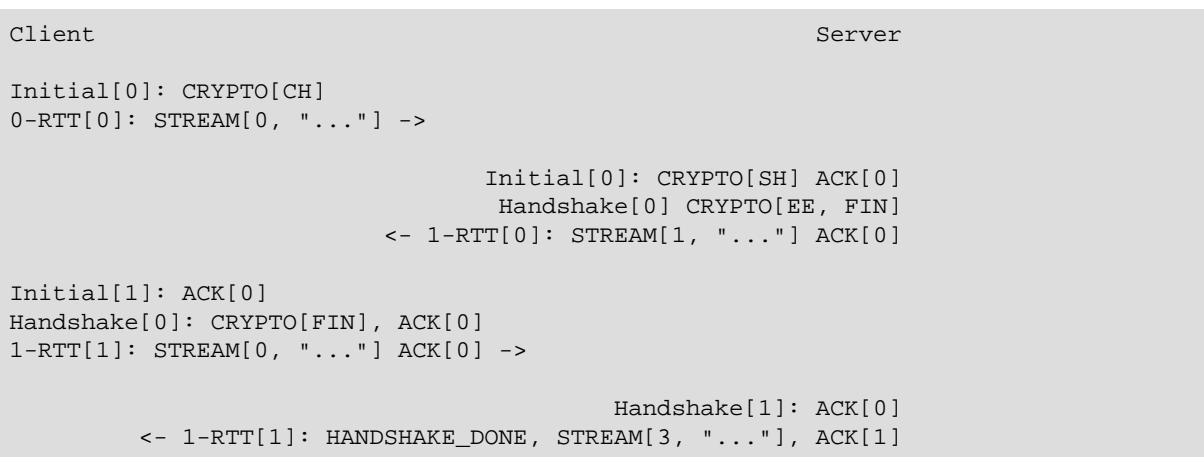 Client Server
Initial[0]: CRYPTO[CH]
0-RTT[0]: STREAM[0, "..."] ->
Initial[0]: CRYPTO[SH] ACK[0]
Handshake[0] CRYPTO[EE, FIN]
<- 1-RTT[0]: STREAM[1, "..."] ACK[0]
Initial[1]: ACK[0]
Handshake[0]: CRYPTO[FIN], ACK[0]
1-RTT[1]: STREAM[0, "..."] ACK[0] ->
Handshake[1]: ACK[0]
<- 1-RTT[1]: HANDSHAKE_DONE, STREAM[3, "..."], ACK[1]